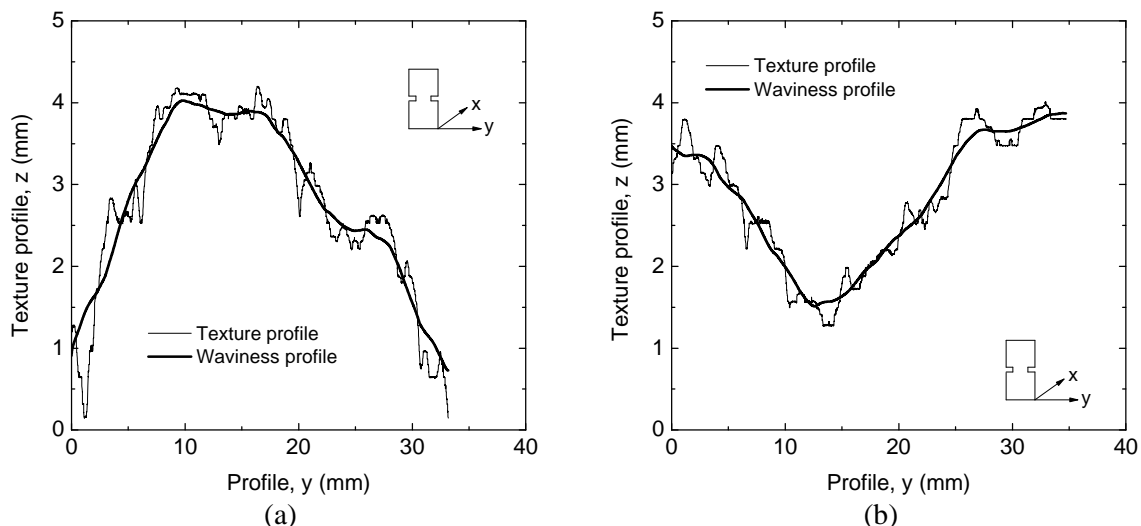 5
4
3
2
1
0
Texture profile, z (mm)
x
y
Texture profile
Waviness profile
0
10
20
30
40
Profile, y (mm)
(a)
5
4
3
2
1
0
Texture profile, z (mm)
Texture profile
Waviness profile
x
y
0
10
20
30
40
Profile, y (mm)
(b)